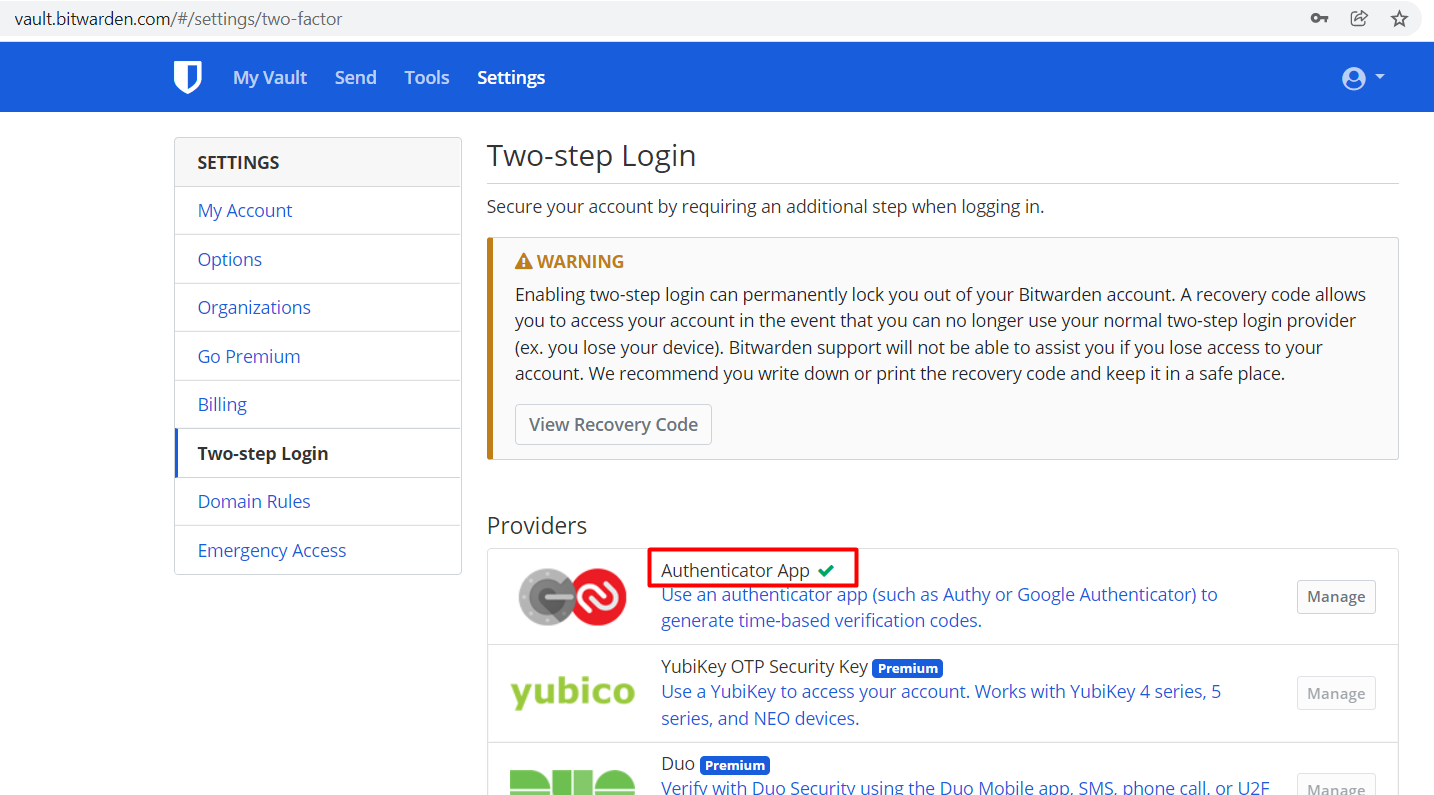 vault.bitwarden.com/#/settings/two-factor
My Vault Send Tools Settings
SETTINGS
My Account
Options
Organizations
Go Premium
Billing
Two-step Login
Domain Rules
Emergency Access
Two-step Login
Secure your account by requiring an additional step when logging in.
WARNING
Enabling two-step login can permanently lock you out of your Bitwarden account. A recovery code allows
you to access your account in the event that you can no longer use your normal two-step login provider
(ex. you lose your device). Bitwarden support will not be able to assist you if you lose access to your
account. We recommend you write down or print the recovery code and keep it in a safe place.
View Recovery Code
Providers
Authenticator App
Use an authenticator app (such as Authy or Google Authenticator) to
generate time-based verification codes.
Manage
yubico
YubiKey OTP Security Key Premium
Use a YubiKey to access your account. Works with YubiKey 4 series, 5
series, and NEO devices.
Manage
DUO
Duo Premium
Verify with Duo Security using the Duo Mobile app, SMS, phone call, or U2F
Manage